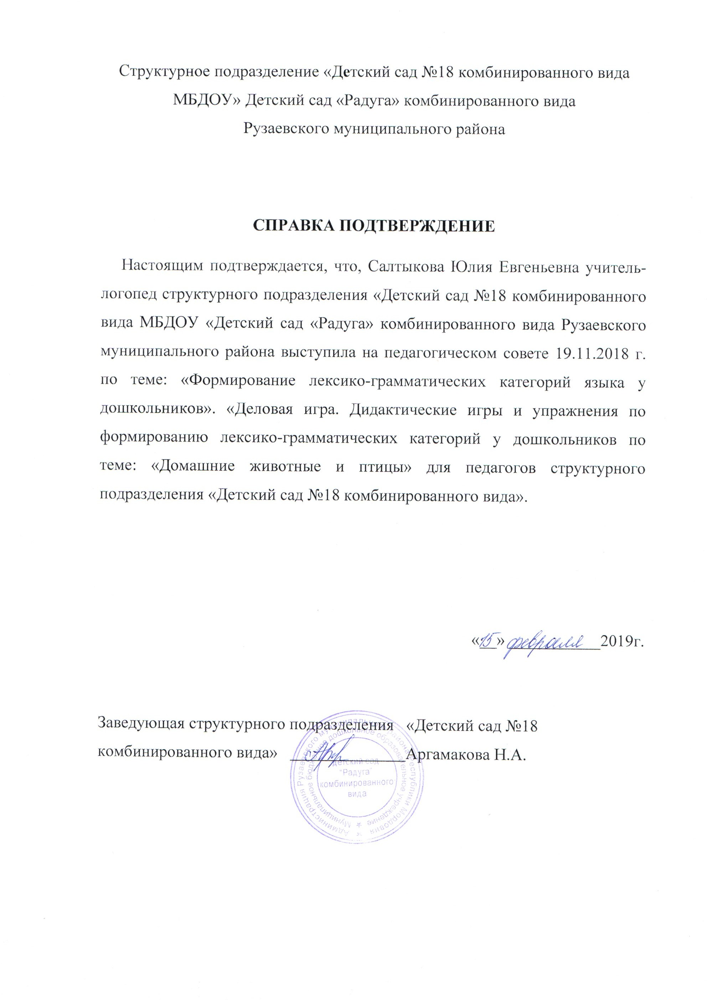 Структурное подразделение «Детский сад №18 комбинированного вида
МБДОУ» Детский сад «Радуга» комбинированного вида
Рузаевского муниципального района
СПРАВКА ПОДТВЕРЖДЕНИЕ
Настоящим подтверждается, что, Салтыкова Юлия Евгеньевна учитель-
логопед структурного подразделения «Детский сад №18 комбинированного
вида МБДОУ «Детский сад «Радуга» комбинированного вида Рузаевского
муниципального района выступила на педагогическом совете 19.11.2018 г.
по теме: «Формирование лексико-грамматических категорий языка у
дошкольников». «Деловая игра. Дидактические игры и упражнения по
формированию лексико-грамматических категорий у дошкольников по
теме: «Домашние животные и птицы» для педагогов структурного
подразделения «Детский сад №18 комбинированного вида».
«15» февраля 2019г.
Заведующая структурного подразделения «Детский сад №18
комбинированного вида» Аргамакова Н.А.
Администрация Рузаевского муниципального района Республики Мордовия
Муниципальное бюджетное дошкольное образовательное учреждение
детский сад
"Радуга"
комбинированного
вида